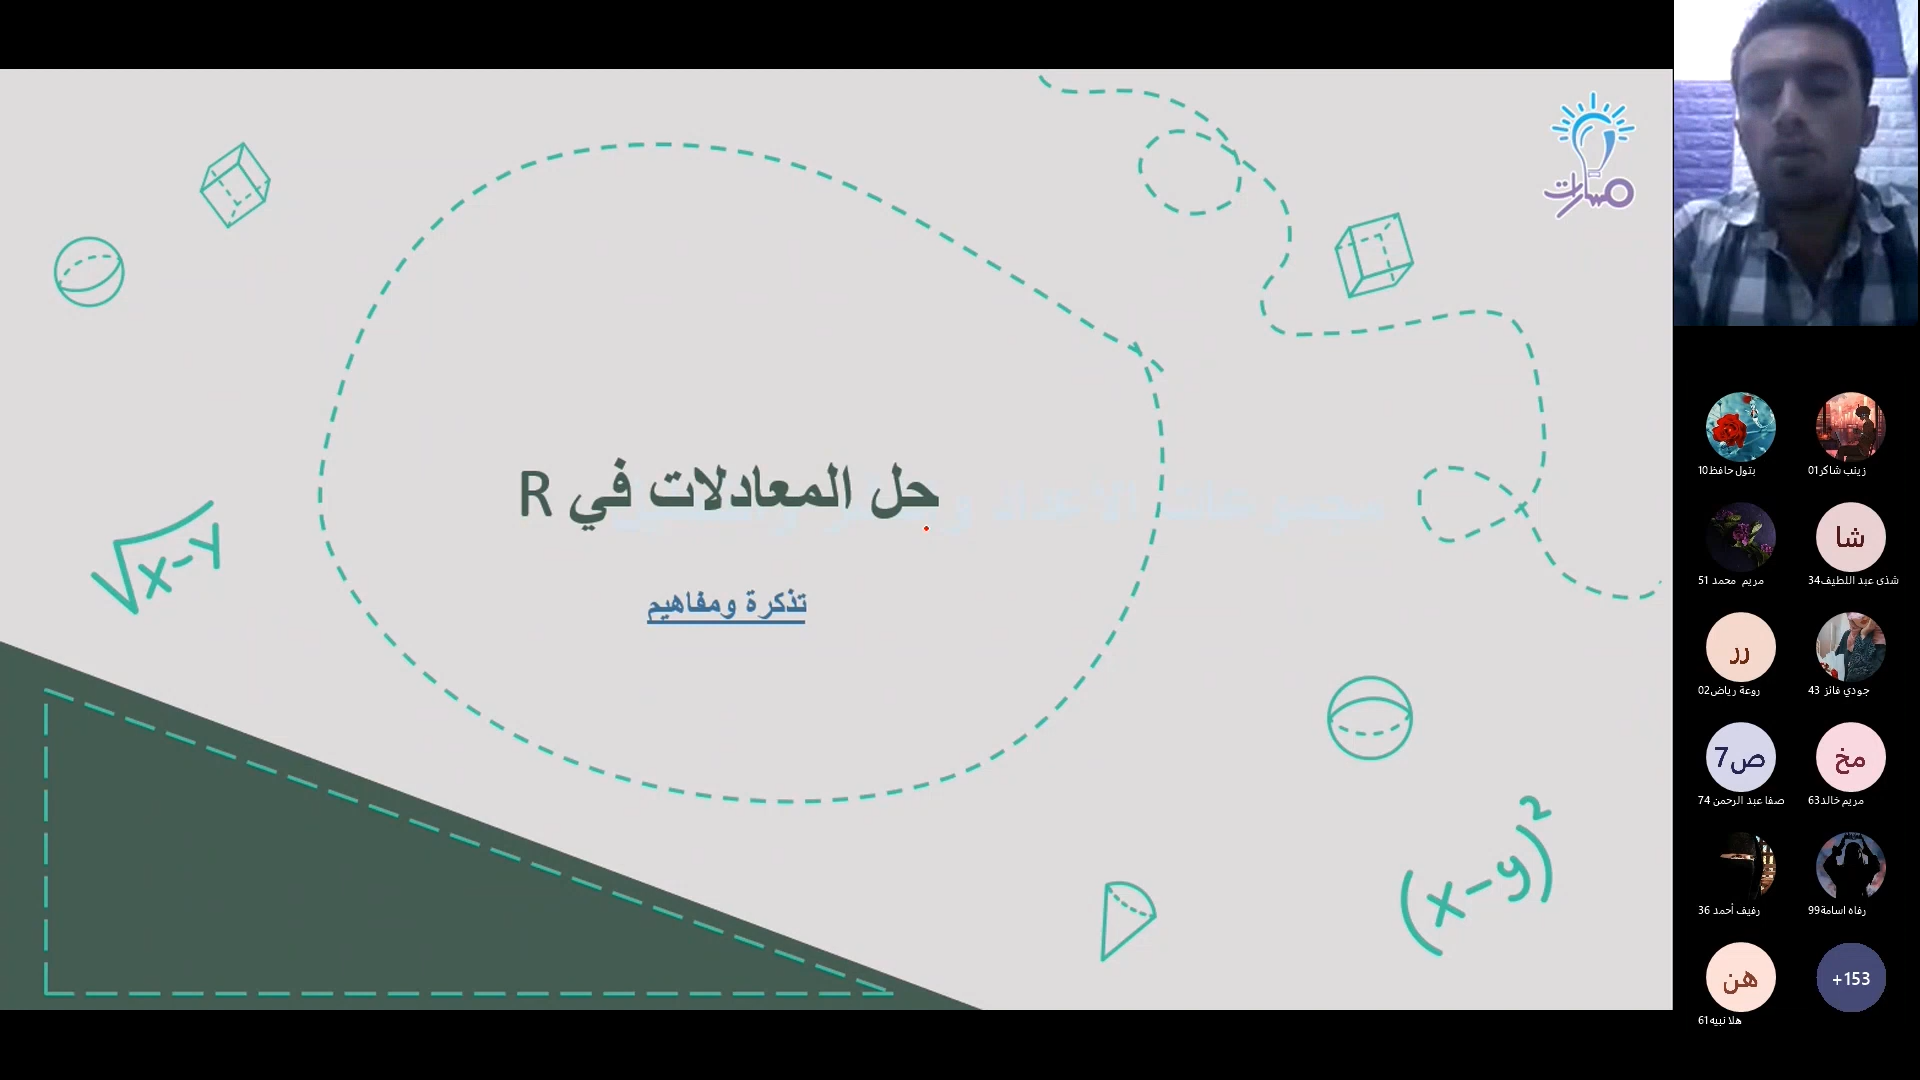 مهارات
حل المعادلات في R
تذكرة ومفاهيم
√x-y
(x-y)²
زينب شاكر01
بتول حافظ10
شا
شذى عبد اللطيف34
مريم محمد 51
رر
روعة رياض02
جودي فائز 43
ص7
صفا عبد الرحمن 74
مخ
مريم خالد63
رفيف أحمد 36
رفاه اسامة99
هن
هلا نبيه61
+153